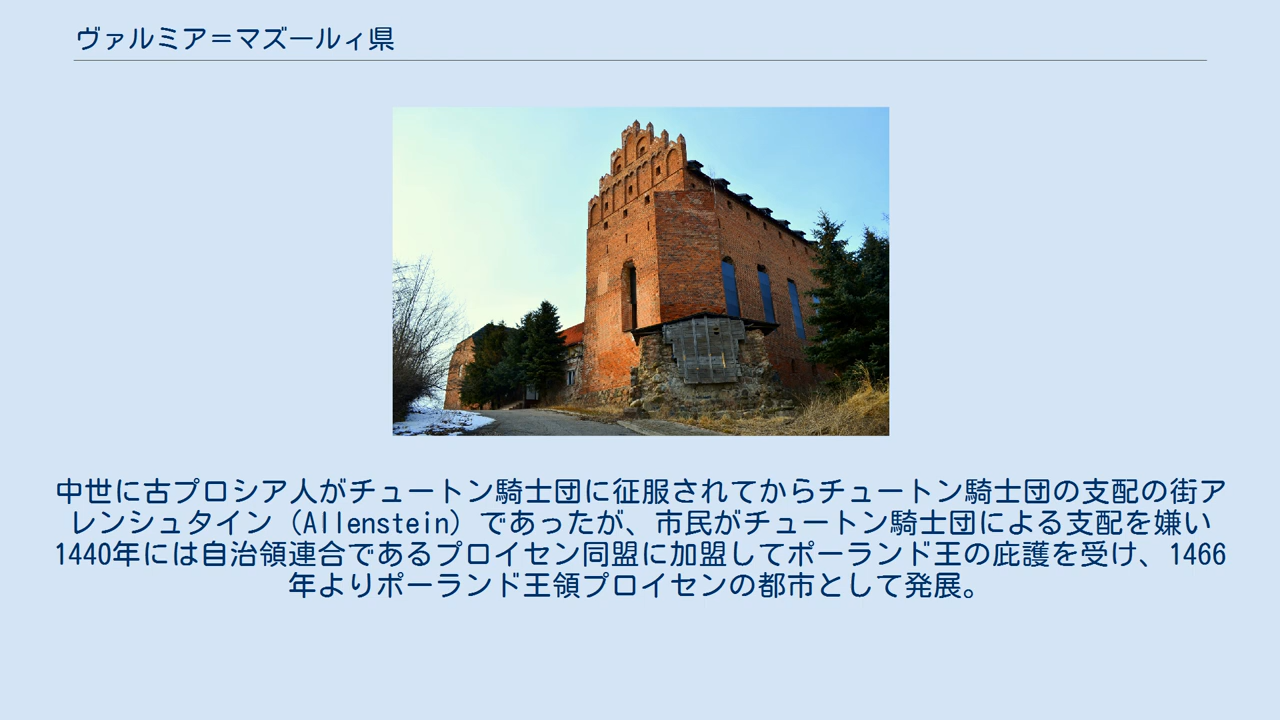 ヴァルミア＝マズールィ県
中世に古プロシア人がチュートン騎士団に征服されてからチュートン騎士団の支配の街ア
レンシュタイン（Allenstein）であったが、市民がチュートン騎士団による支配を嫌い
1440年には自治領連合であるプロイセン同盟に加盟してポーランド王の庇護を受け、1466
年よりポーランド王領プロイセンの都市として発展。